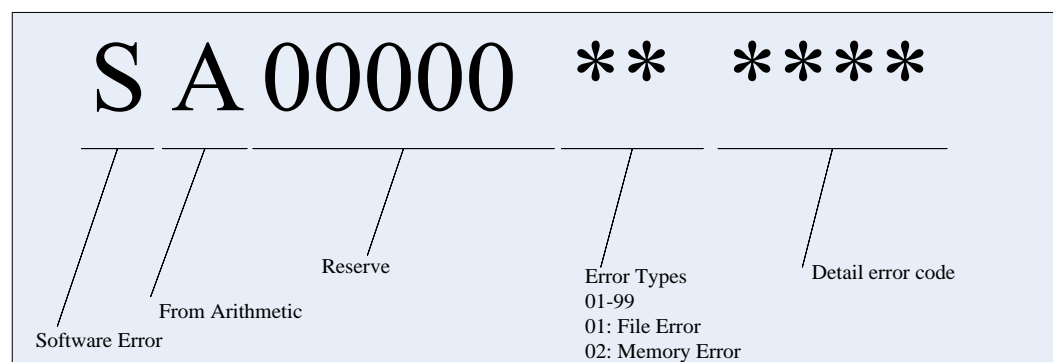 S A 00000 ** ****
Reserve
Error Types
01-99
01: File Error
02: Memory Error
Detail error code
From Arithmetic
Software Error